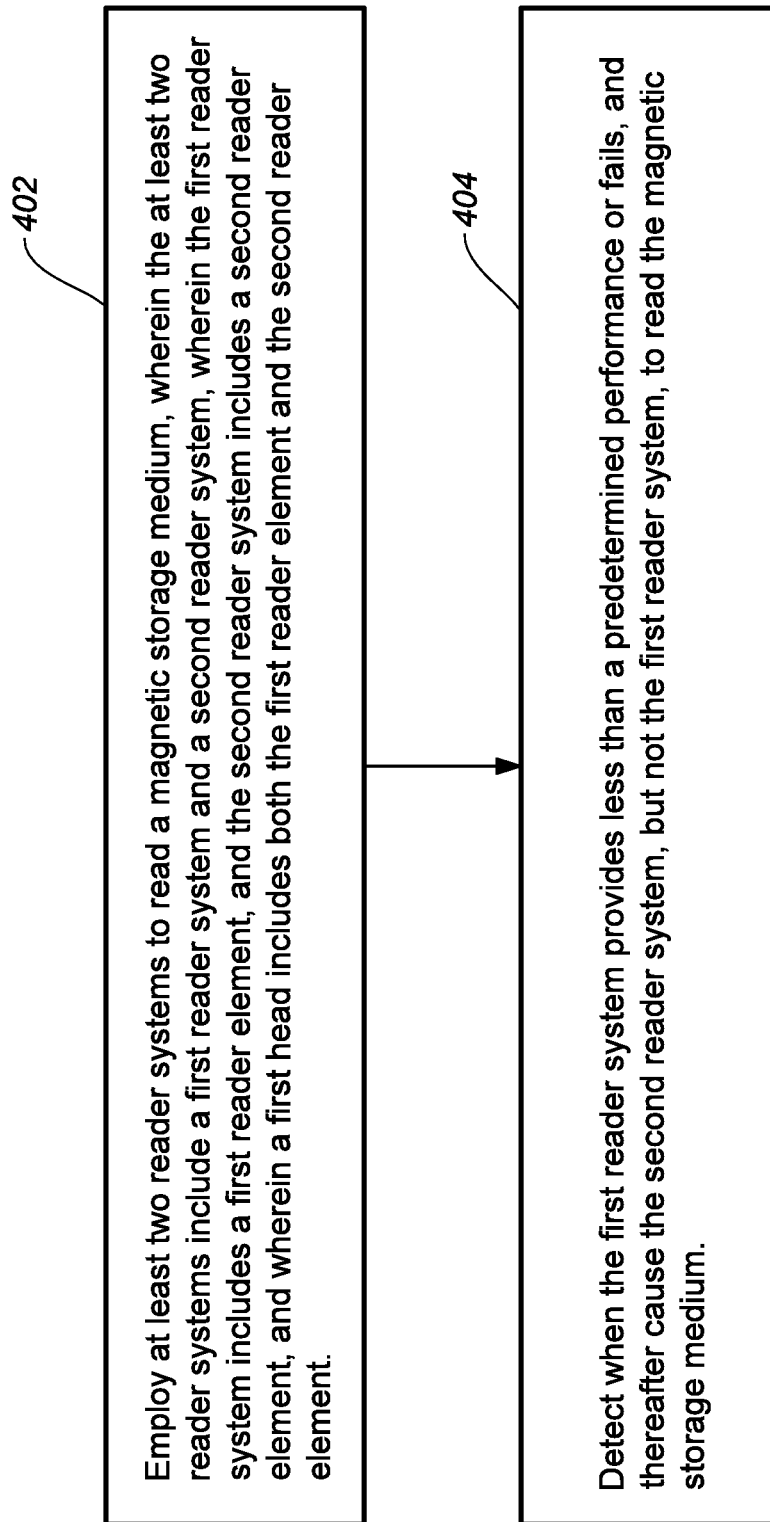 402
Employ at least two reader systems to read a magnetic storage medium, wherein the at least two
reader systems include a first reader system and a second reader system, wherein the first reader
system includes a first reader element, and the second reader system includes a second reader
element, and wherein a first head includes both the first reader element and the second reader
element.
404
Detect when the first reader system provides less than a predetermined performance or fails, and
thereafter cause the second reader system, but not the first reader system, to read the magnetic
storage medium.